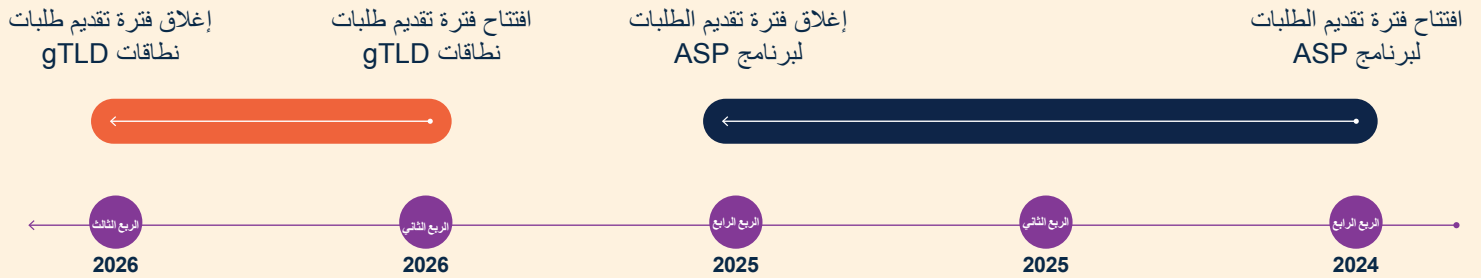 افتتاح فترة تقديم الطلبات
لبرنامج ASP
إغلاق فترة تقديم الطلبات
لبرنامج ASP
افتتاح فترة تقديم طلبات
نطاقات gTLD
إغلاق فترة تقديم طلبات
نطاقات gTLD
الربع الرابع
2024
الربع الثاني
2025
الربع الرابع
2025
الربع الثاني
2026
الربع الثالث
2026